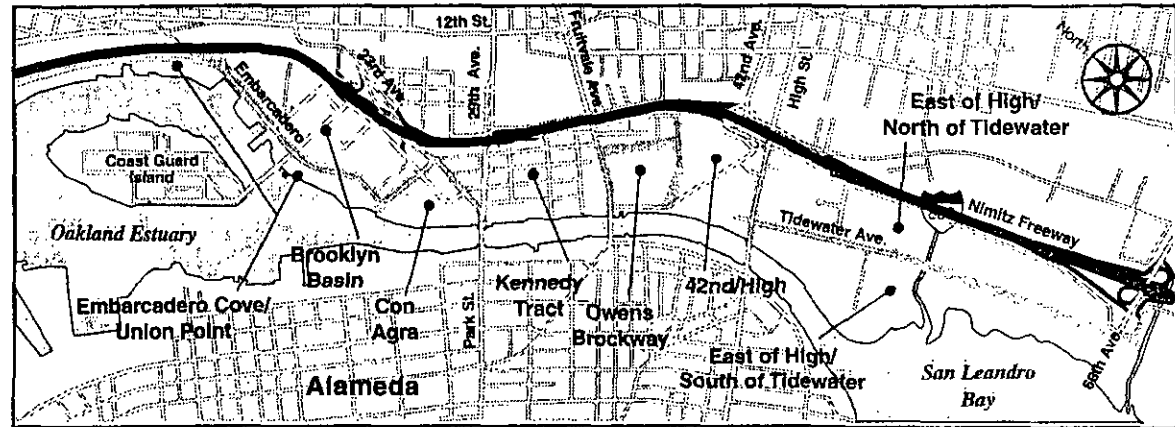 12th St.
North
Embarcadero
23rd Ave.
29th Ave.
Fruitvale Ave.
42nd Ave.
High St.
East of High/
North of Tidewater
Coast Guard
Island
Nimitz Freeway
Tidewater Ave.
Oakland Estuary
Brooklyn
Basin
Embarcadero Cove/
Union Point
Con
Agra
Park St.
Kennedy
Tract
Owens
Brockway
42nd/High
East of High/
South of Tidewater
Alameda
San Leandro
Bay